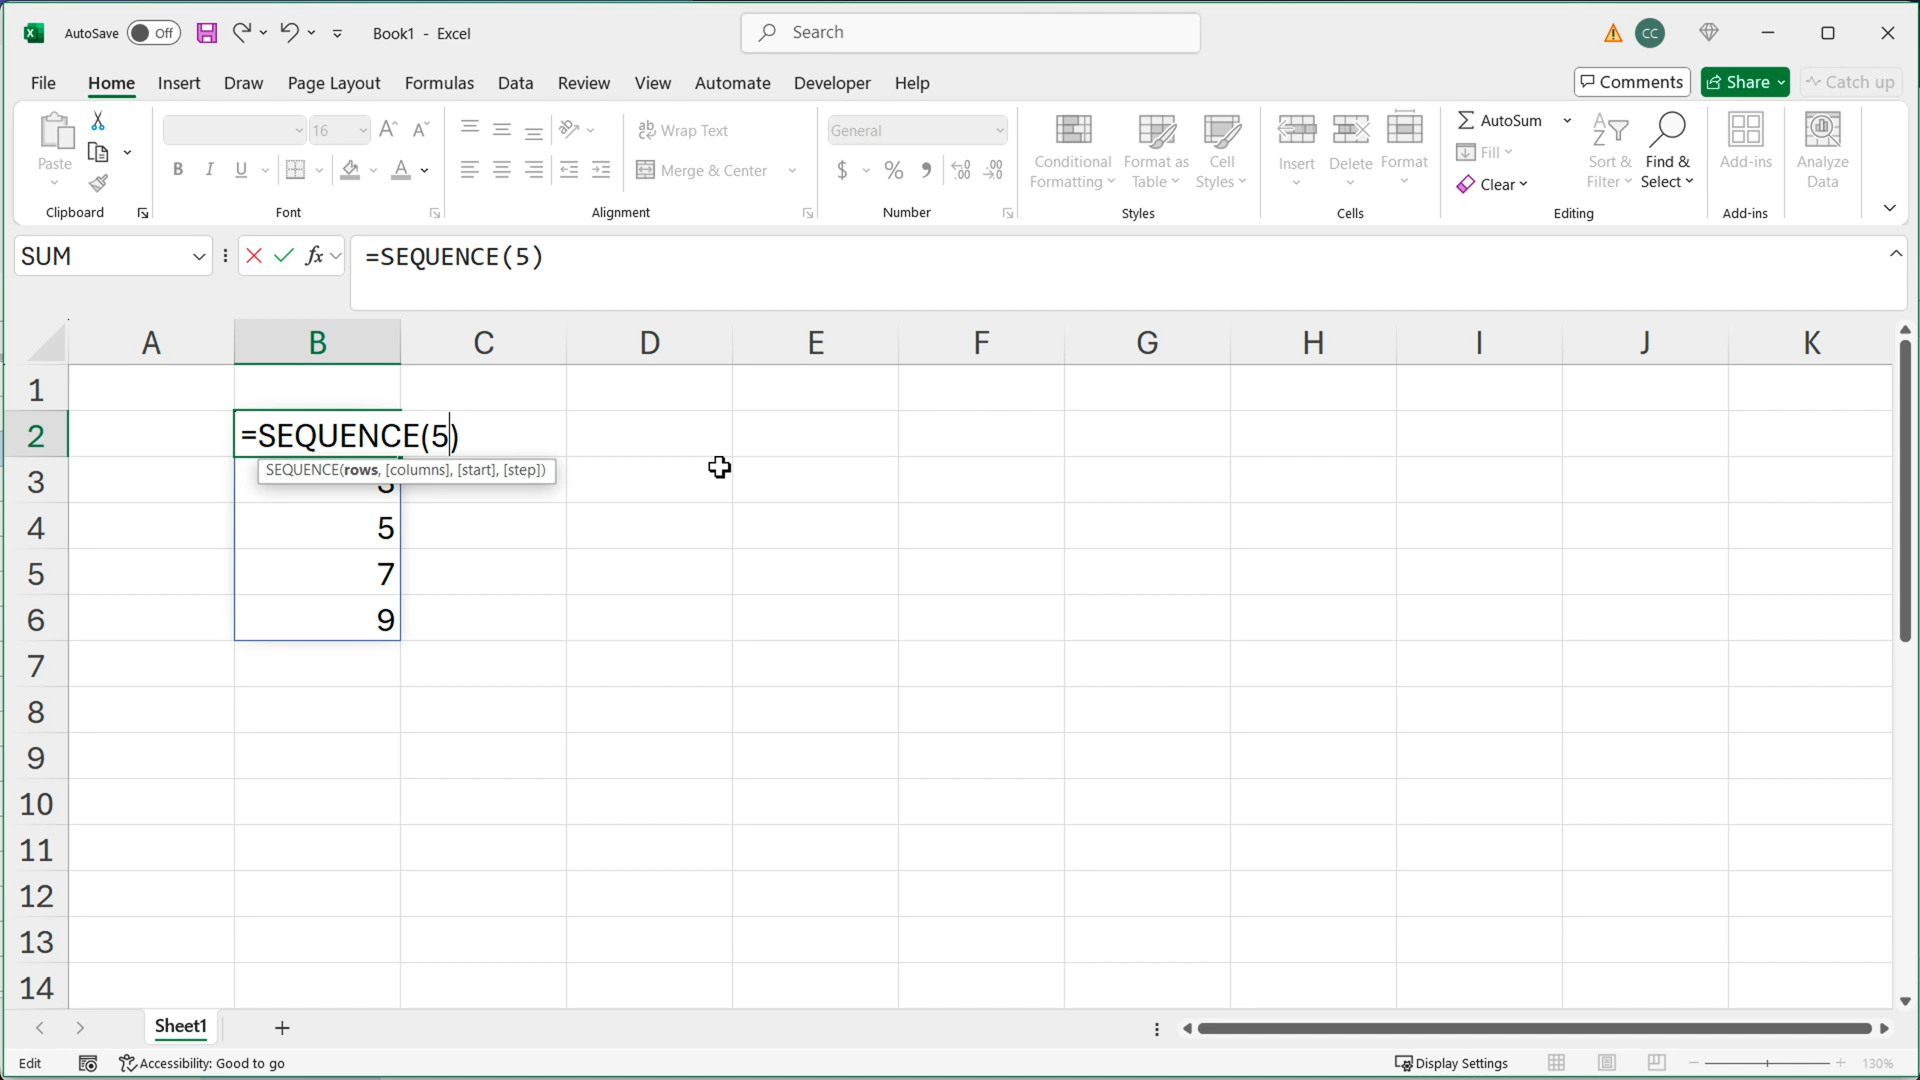 AutoSave Off Book1 - Excel Search CC
File Home Insert Draw Page Layout Formulas Data Review View Automate Developer Help Comments Share Catch up
Paste 16 B I U Wrap Text Merge & Center General $ % , Conditional Formatting Format as Table Cell Styles Insert Delete Format AutoSum Fill Clear Sort & Filter Find & Select Add-ins Analyze Data
Clipboard Font Alignment Number Styles Cells Editing Add-ins
SUM fx =SEQUENCE(5)
A B C D E F G H I J K
1
2 =SEQUENCE(5)
SEQUENCE(rows, [columns], [start], [step])
3 3
4 5
5 7
6 9
7
8
9
10
11
12
13
14
Sheet1
Edit Accessibility: Good to go Display Settings 130%